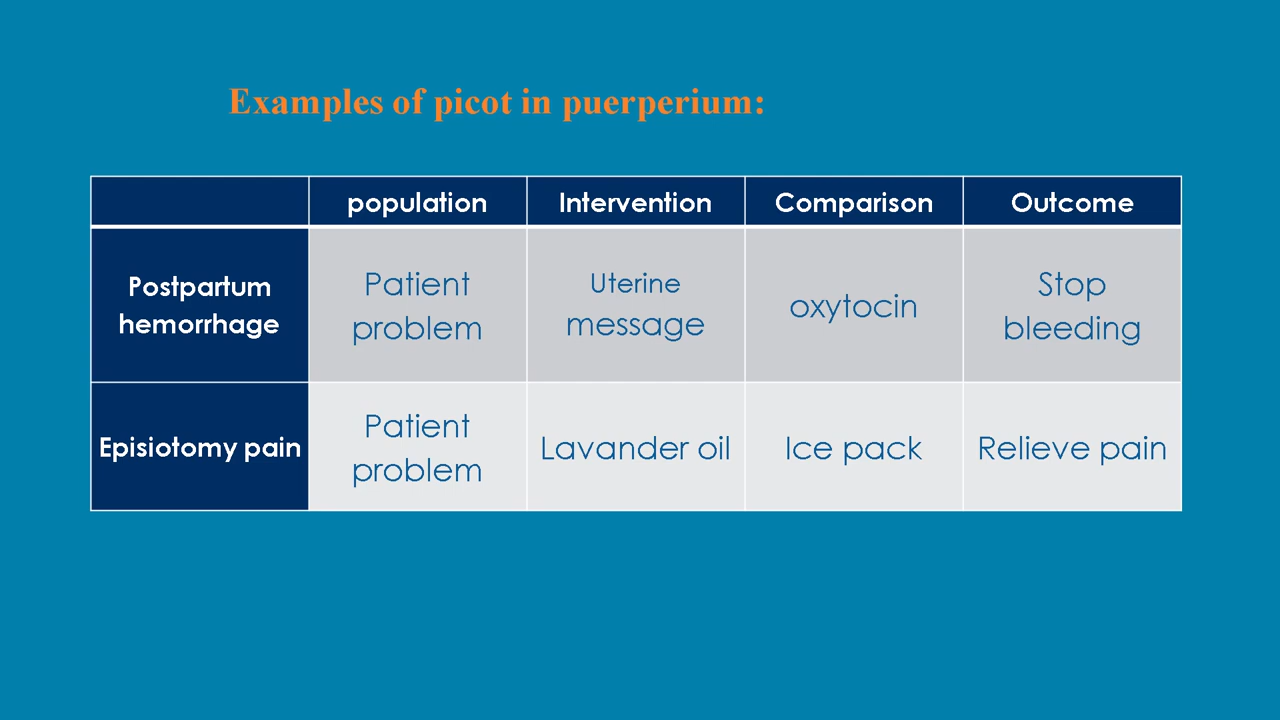 Examples of picot in puerperium:
population Intervention Comparison Outcome
Postpartum
hemorrhage
Patient
problem
Uterine
message
oxytocin
Stop
bleeding
Episiotomy pain
Patient
problem
Lavander oil
Ice pack
Relieve pain